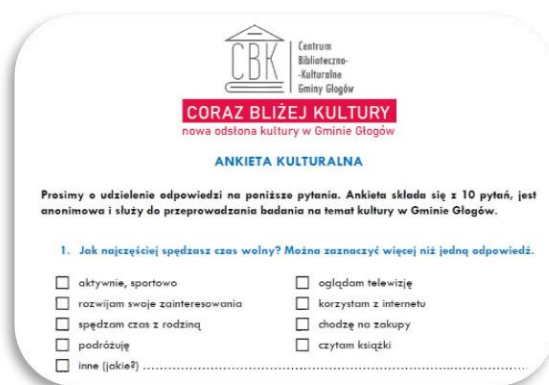 CBK
Centrum
Biblioteczno-
-Kulturalne
Gminy Głogów
CORAZ BLIŻEJ KULTURY
nowa odsłona kultury w Gminie Głogów
ANKIETA KULTURALNA
Prosimy o udzielenie odpowiedzi na poniższe pytania. Ankieta składa się z 10 pytań, jest
anonimowa i służy do przeprowadzania badania na temat kultury w Gminie Głogów.
1. Jak najczęściej spędzasz czas wolny? Można zaznaczyć więcej niż jedną odpowiedź.
aktywnie, sportowo
rozwijam swoje zainteresowania
spędzam czas z rodziną
podróżuję
inne (jakie?) ........................................................................
oglądam telewizję
korzystam z internetu
chodzę na zakupy
czytam książki